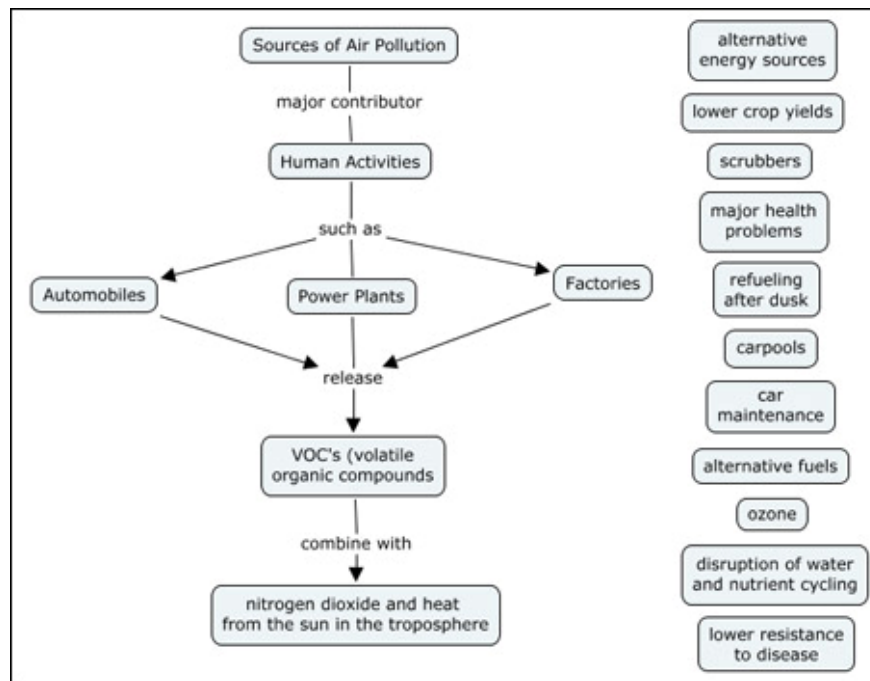 Sources of Air Pollution
major contributor
Human Activities
such as
Automobiles
Power Plants
Factories
release
VOC's (volatile
organic compounds
combine with
nitrogen dioxide and heat
from the sun in the troposphere
alternative
energy sources
lower crop yields
scrubbers
major health
problems
refueling
after dusk
carpools
car
maintenance
alternative fuels
ozone
disruption of water
and nutrient cycling
lower resistance
to disease